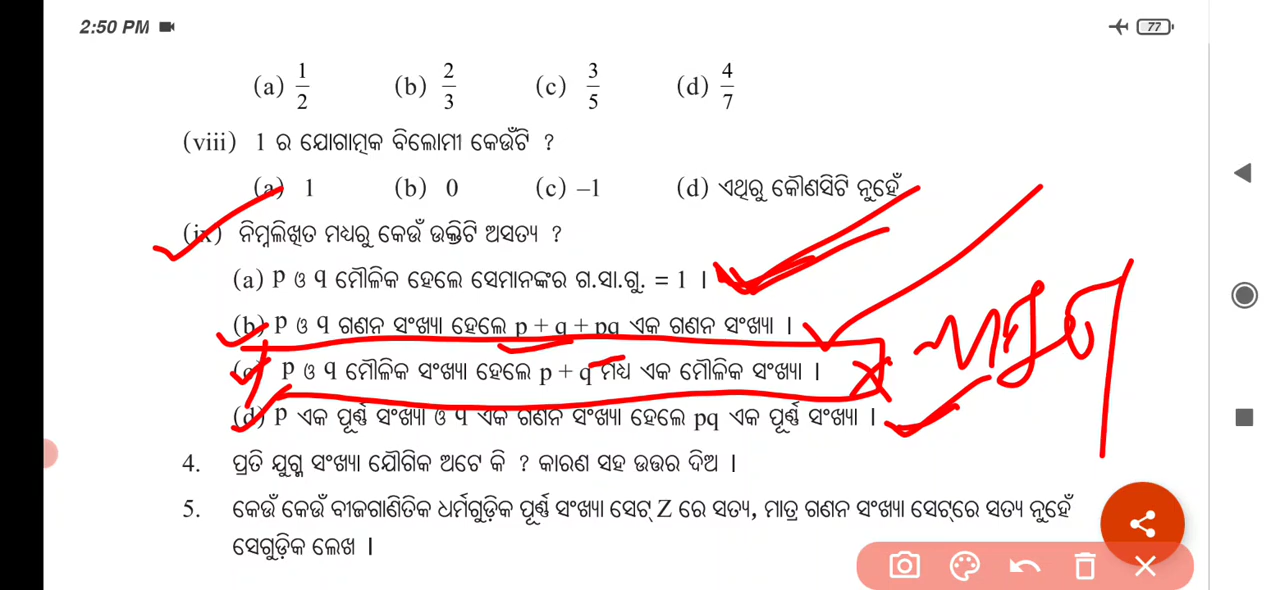 2:50 PM
77
(a) 1/2 (b) 2/3 (c) 3/5 (d) 4/7
(viii) 1 ର ଯୋଗାତ୍ମକ ବିଲୋମୀ କେଉଁଟି ?
(a) 1 (b) 0 (c) –1 (d) ଏଥିରୁ କୌଣସିଟି ନୁହେଁ
(ix) ନିମ୍ନଲିଖିତ ମଧ୍ୟରୁ କେଉଁ ଉକ୍ତିଟି ଅସତ୍ୟ ?
(a) p ଓ q ମୌଳିକ ହେଲେ ସେମାନଙ୍କର ଗ.ସା.ଗୁ. = 1 ।
(b) p ଓ q ଗଣନ ସଂଖ୍ୟା ହେଲେ p + q + pq ଏକ ଗଣନ ସଂଖ୍ୟା ।
(c) p ଓ q ମୌଳିକ ସଂଖ୍ୟା ହେଲେ p + q ମଧ୍ୟ ଏକ ମୌଳିକ ସଂଖ୍ୟା ।
(d) p ଏକ ପୂର୍ଣ୍ଣ ସଂଖ୍ୟା ଓ q ଏକ ଗଣନ ସଂଖ୍ୟା ହେଲେ pq ଏକ ପୂର୍ଣ୍ଣ ସଂଖ୍ୟା ।
4. ପ୍ରତି ଯୁଗ୍ମ ସଂଖ୍ୟା ଯୌଗିକ ଅଟେ କି ? କାରଣ ସହ ଉତ୍ତର ଦିଅ ।
5. କେଉଁ କେଉଁ ବୀଜଗାଣିତିକ ଧର୍ମଗୁଡ଼ିକ ପୂର୍ଣ୍ଣ ସଂଖ୍ୟା ସେଟ୍ Z ରେ ସତ୍ୟ, ମାତ୍ର ଗଣନ ସଂଖ୍ୟା ସେଟ୍‌ରେ ସତ୍ୟ ନୁହେଁ
ସେଗୁଡ଼ିକ ଲେଖ ।